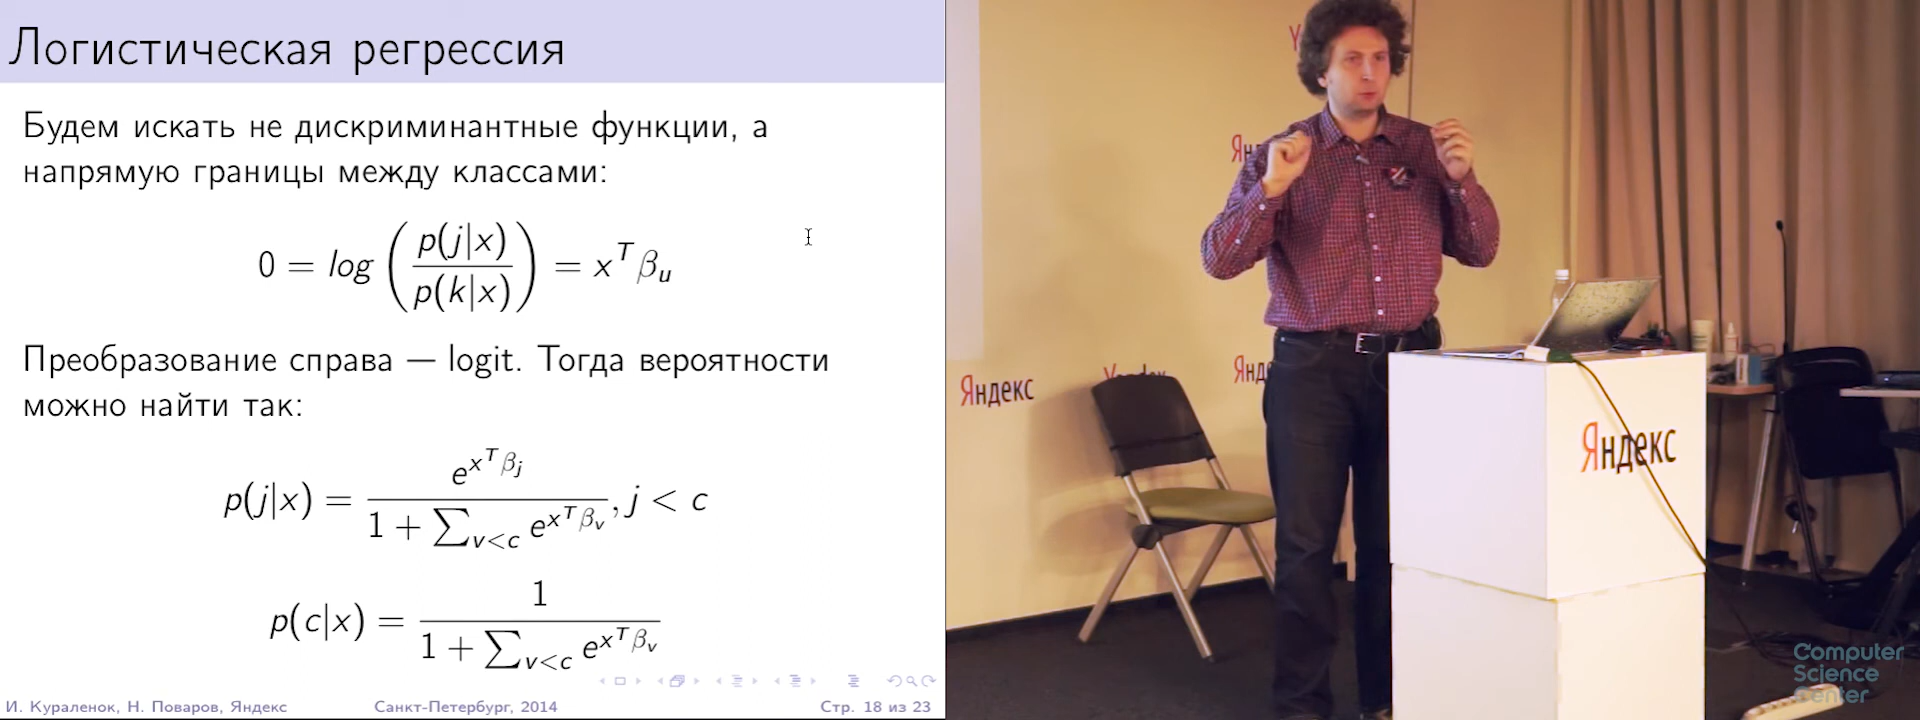 Логистическая регрессия
Будем искать не дискриминантные функции, а
напрямую границы между классами:
0 = log ( p(j|x) / p(k|x) ) = x^T β_u
Преобразование справа — logit. Тогда вероятности
можно найти так:
p(j|x) = e^{x^T β_j} / (1 + ∑_{v<c} e^{x^T β_v}), j < c
p(c|x) = 1 / (1 + ∑_{v<c} e^{x^T β_v})
И. Кураленок, Н. Поваров, Яндекс Санкт-Петербург, 2014 Стр. 18 из 23
Яндекс
Яндекс
Computer
Science
Center